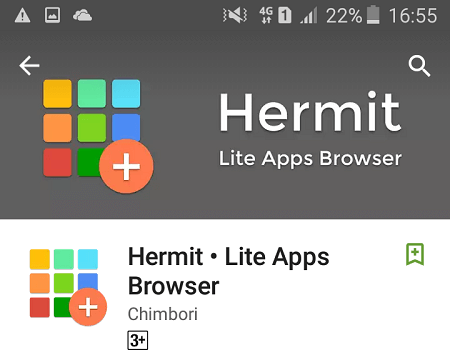 4G 1 22% 16:55
Hermit
Lite Apps Browser
Hermit • Lite Apps
Browser
Chimbori
3+